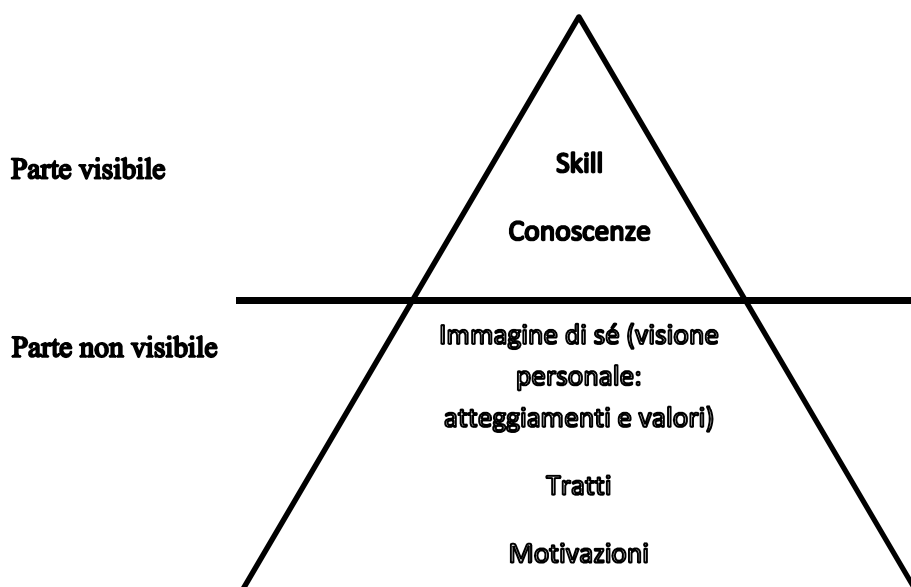 Parte visibile
Skill
Conoscenze
Parte non visibile
Immagine di sé (visione
personale:
atteggiamenti e valori)
Tratti
Motivazioni